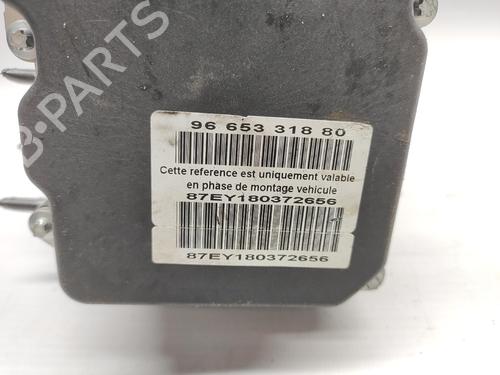 B-PARTS
96 653 318 80
Cette reference est uniquement valable
en phase de montage vehicule
87EY180372656
87EY180372656